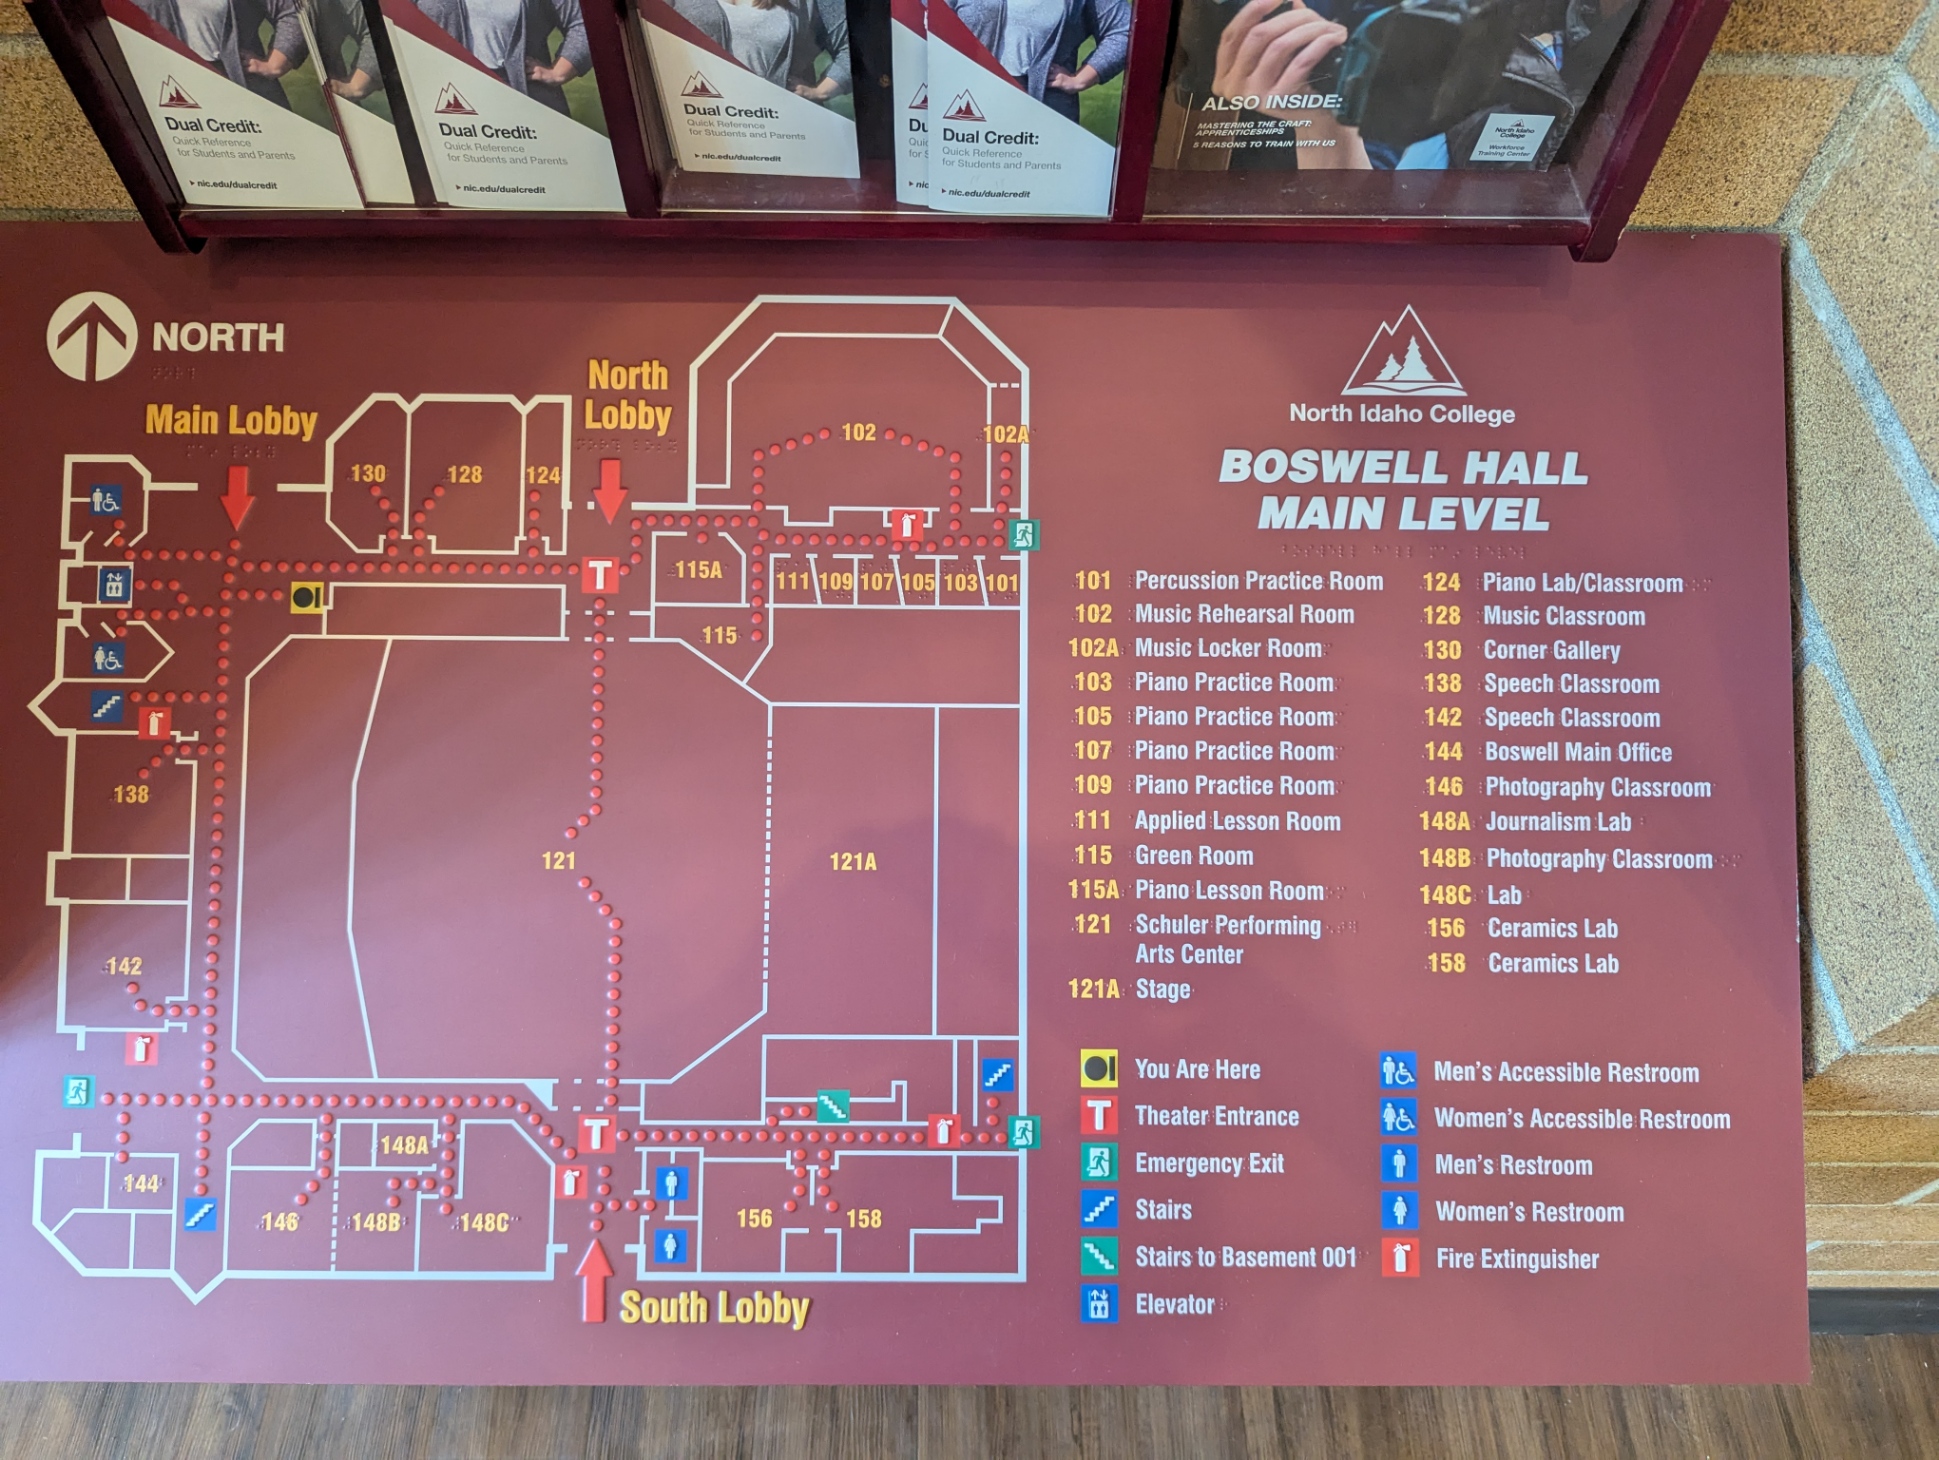 Dual Credit:
Quick Reference
for Students and Parents
nic.edu/dualcredit
Dual Credit:
Quick Reference
for Students and Parents
nic.edu/dualcredit
Dual Credit:
Quick Reference
for Students and Parents
nic.edu/dualcredit
Dual Credit:
Quick Reference
for Students and Parents
nic.edu/dualcredit
ALSO INSIDE:
MASTERING THE CRAFT:
APPRENTICESHIPS
5 REASONS TO TRAIN WITH US
North Idaho
College
Workforce
Training Center
NORTH
Main Lobby
North
Lobby
130
128
124
102
102A
115A
111
109
107
105
103
101
115
138
121
121A
142
144
146
148A
148B
148C
156
158
T
T
South Lobby
North Idaho College
BOSWELL HALL
MAIN LEVEL
101 Percussion Practice Room
102 Music Rehearsal Room
102A Music Locker Room
103 Piano Practice Room
105 Piano Practice Room
107 Piano Practice Room
109 Piano Practice Room
111 Applied Lesson Room
115 Green Room
115A Piano Lesson Room
121 Schuler Performing
Arts Center
121A Stage
124 Piano Lab/Classroom
128 Music Classroom
130 Corner Gallery
138 Speech Classroom
142 Speech Classroom
144 Boswell Main Office
146 Photography Classroom
148A Journalism Lab
148B Photography Classroom
148C Lab
156 Ceramics Lab
158 Ceramics Lab
You Are Here
T Theater Entrance
Emergency Exit
Stairs
Stairs to Basement 001
Elevator
Men's Accessible Restroom
Women's Accessible Restroom
Men's Restroom
Women's Restroom
Fire Extinguisher